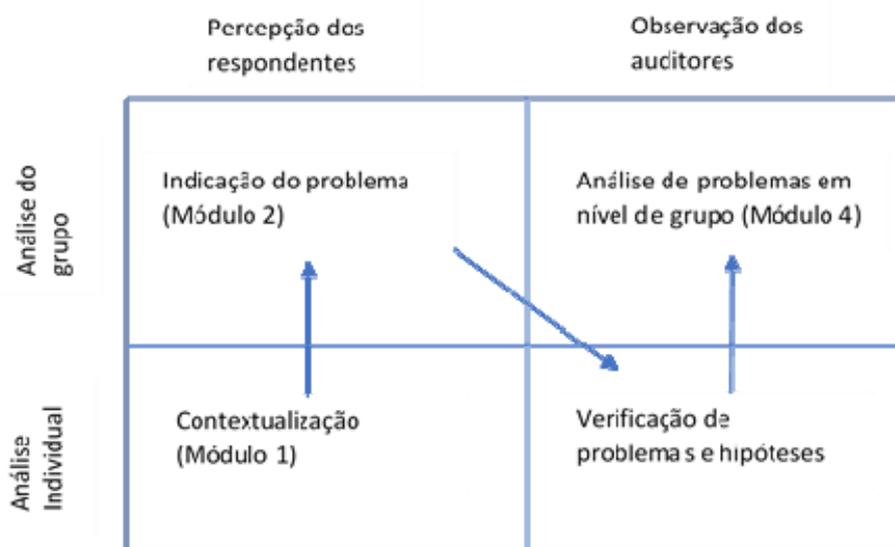 Percepção dos
respondentes
Observação dos
auditores
Análise do
grupo
Indicação do problema
(Módulo 2)
Análise de problemas em
nível de grupo (Módulo 4)
Análise
Individual
Contextualização
(Módulo 1)
Verificação de
problemas e hipóteses